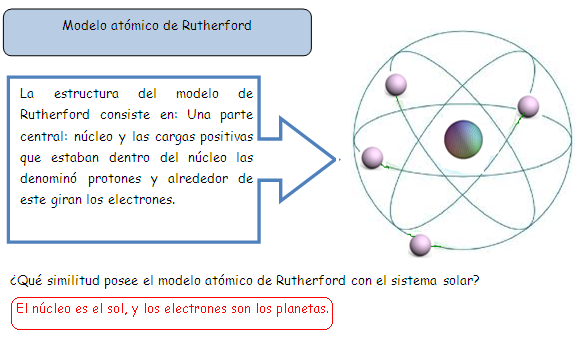 Modelo atómico de Rutherford
La estructura del modelo de
Rutherford consiste en: Una parte
central: núcleo y las cargas positivas
que estaban dentro del núcleo las
denominó protones y alrededor de
este giran los electrones.
¿Qué similitud posee el modelo atómico de Rutherford con el sistema solar?
El núcleo es el sol, y los electrones son los planetas.